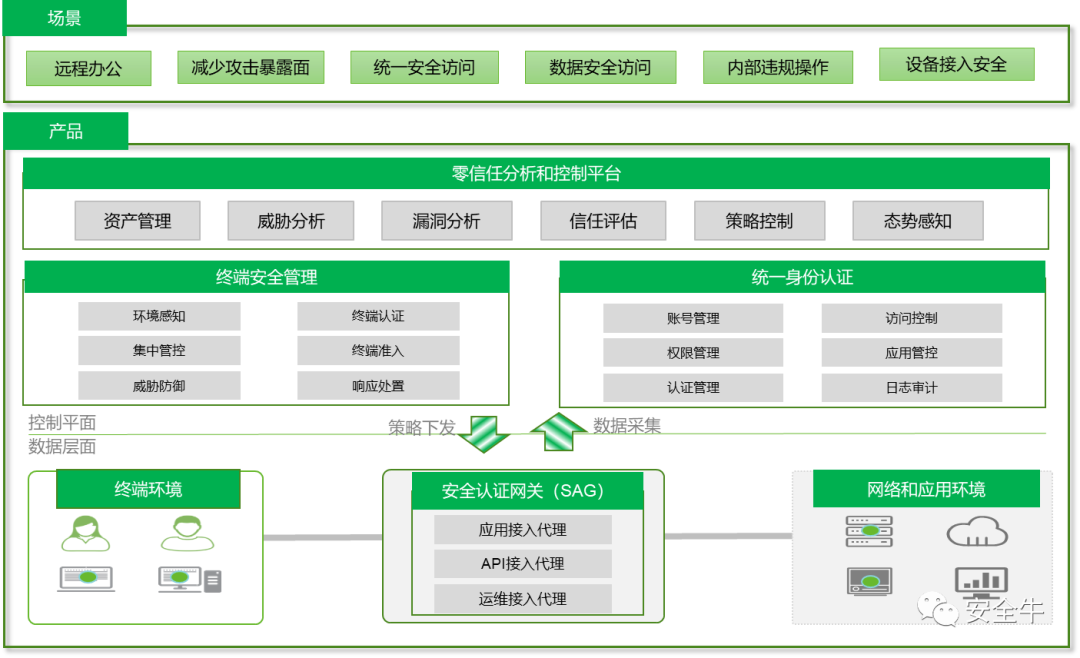 场景
远程办公 减少攻击暴露面 统一安全访问 数据安全访问 内部违规操作 设备接入安全
产品
零信任分析和控制平台
资产管理 威胁分析 漏洞分析 信任评估 策略控制 态势感知
终端安全管理
环境感知 终端认证
集中管控 终端准入
威胁防御 响应处置
统一身份认证
账号管理 访问控制
权限管理 应用管控
认证管理 日志审计
控制平面
策略下发 数据采集
数据层面
终端环境
安全认证网关（SAG）
应用接入代理
API接入代理
运维接入代理
网络和应用环境
安全牛